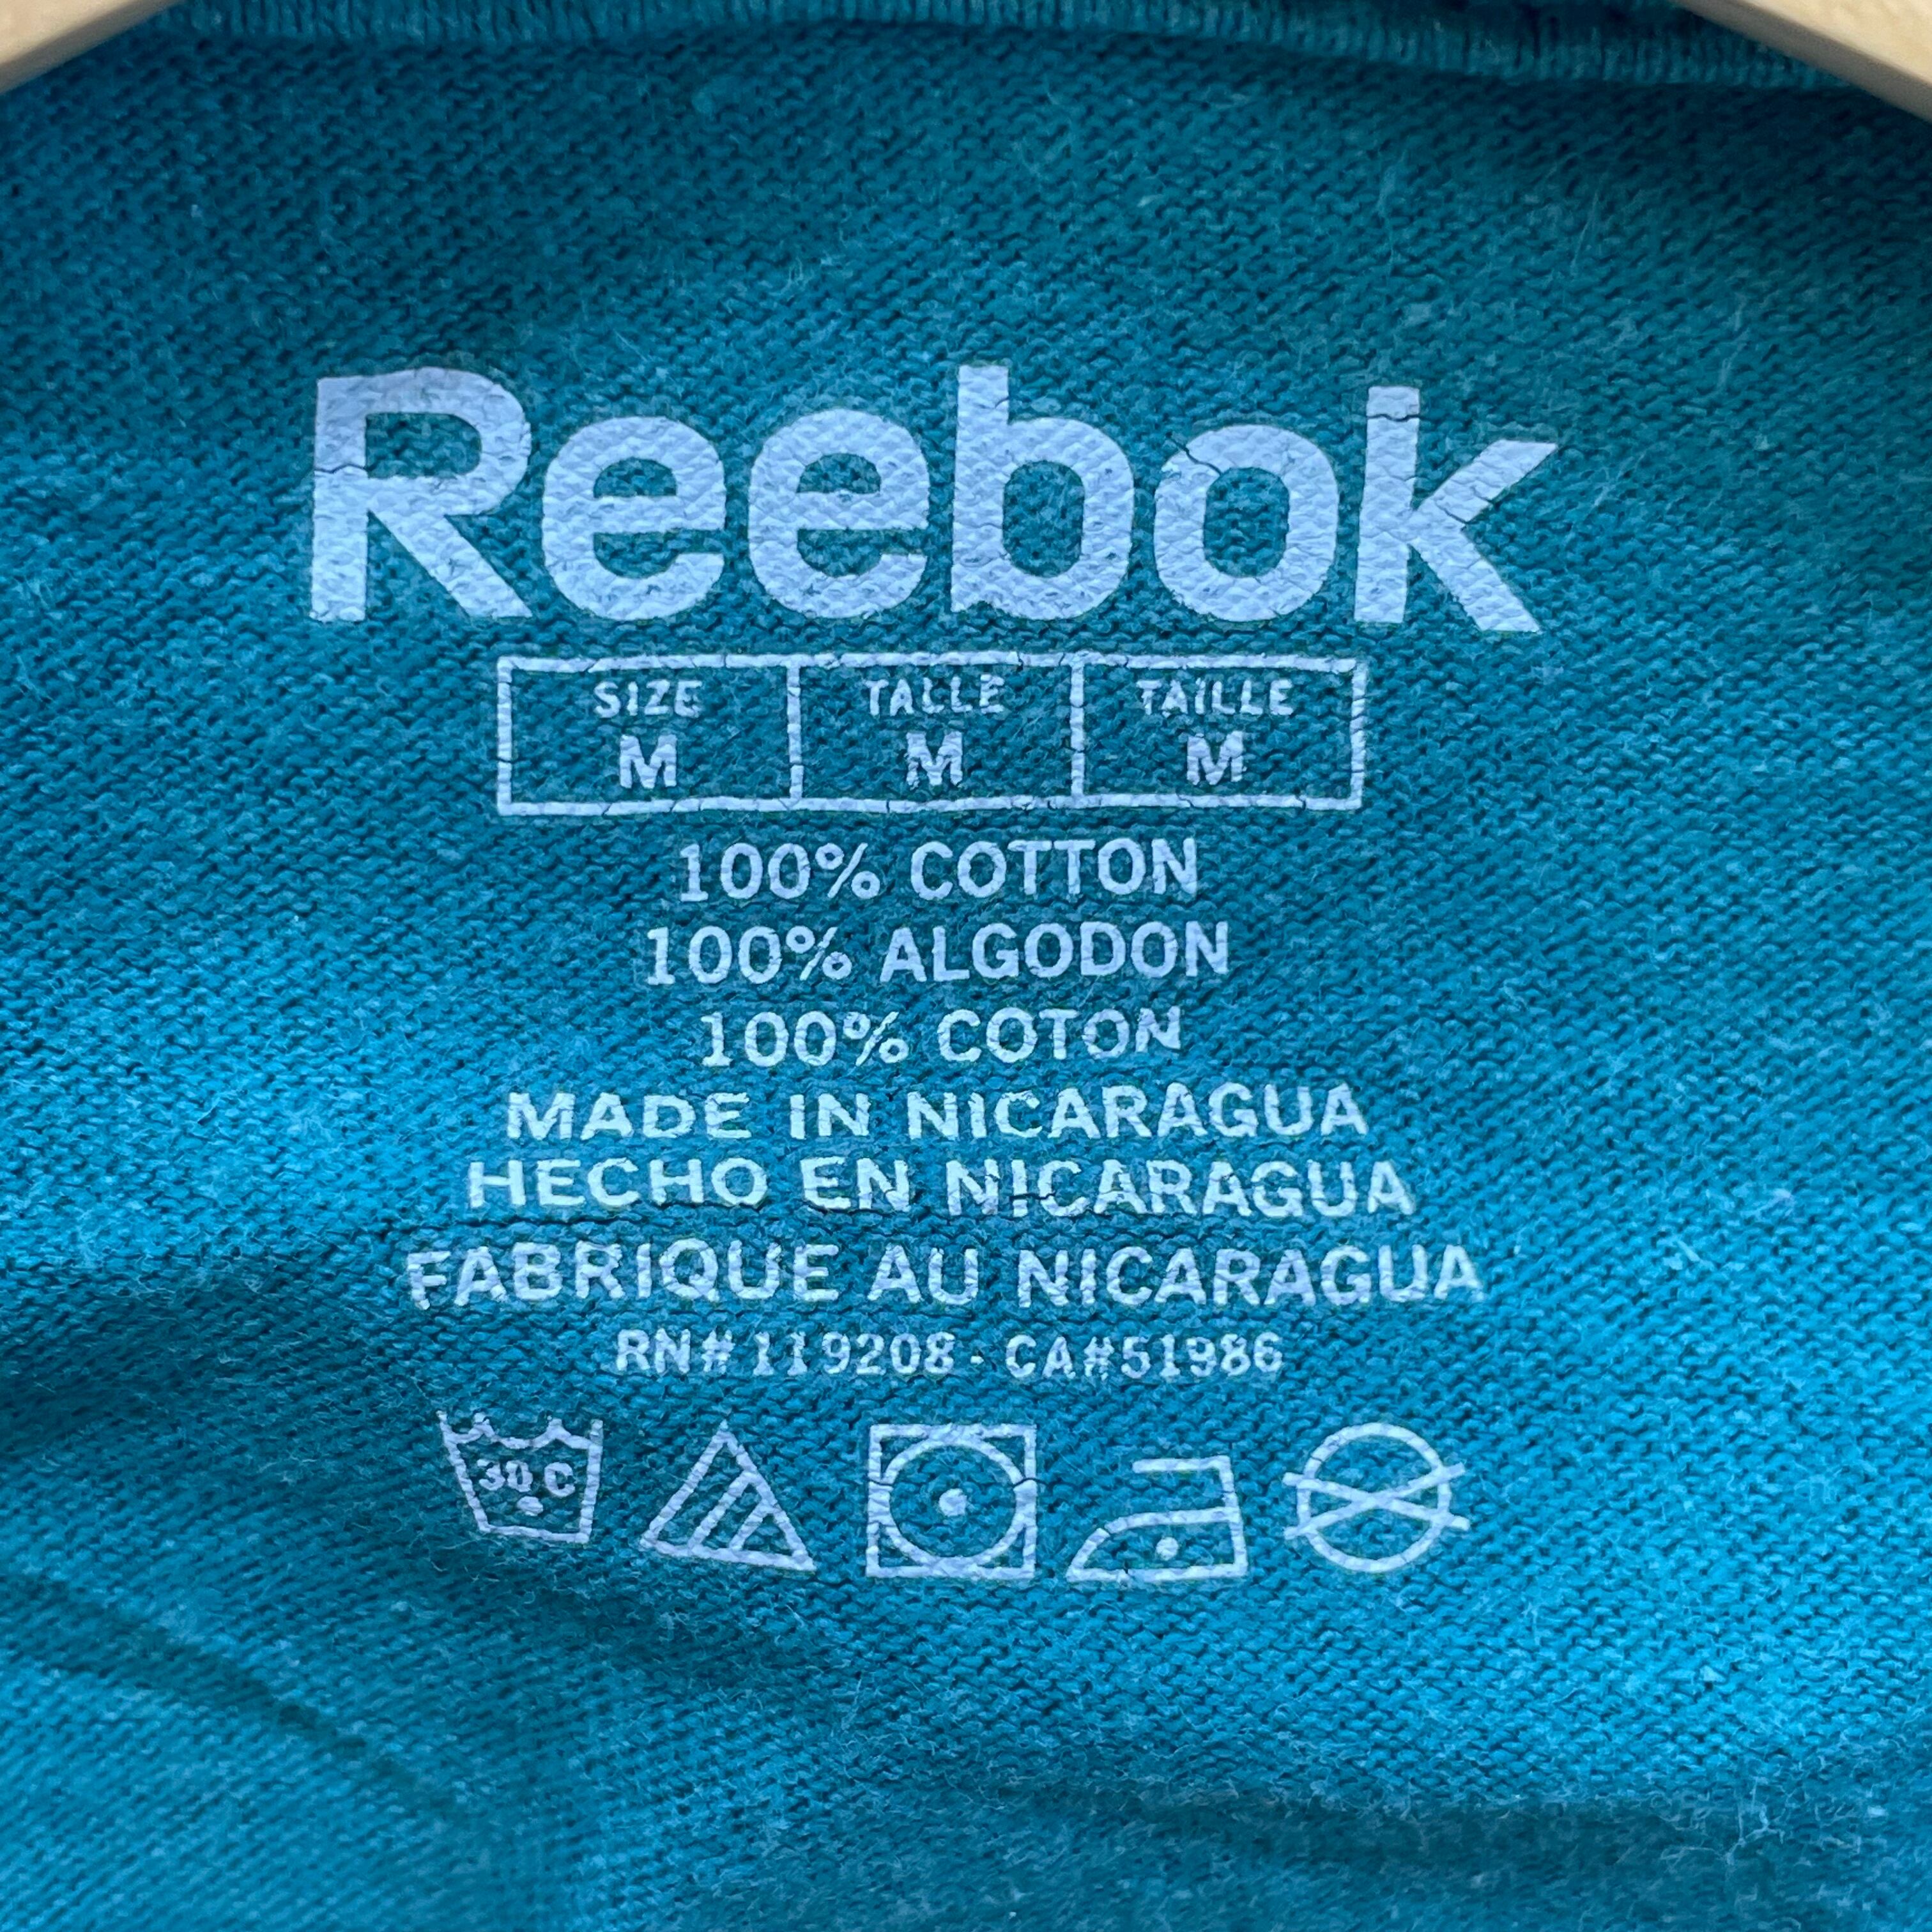 Reebok
SIZE TALLE TAILLE
M M M
100% COTTON
100% ALGODON
100% COTON
MADE IN NICARAGUA
HECHO EN NICARAGUA
FABRIQUE AU NICARAGUA
RN# 119208 - CA#51986
30 C